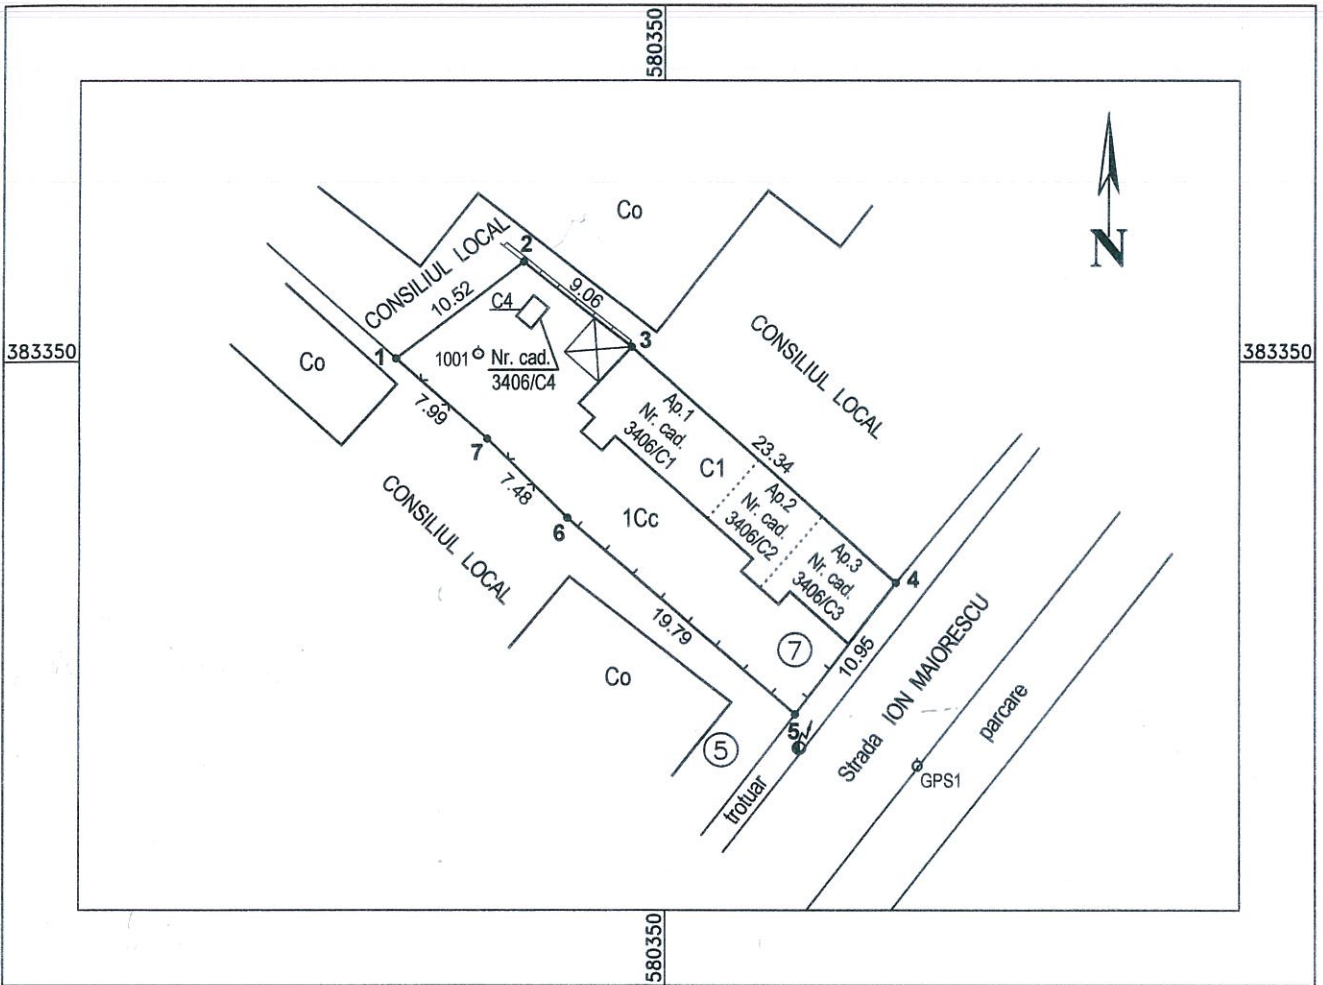 580350
Co
N
2
CONSILIUL LOCAL
10.52
9.06
C4
3
CONSILIUL LOCAL
383350
383350
1
Co
1001
Nr. cad.
3406/C4
7.99
7
Ap.1
Nr. cad.
3406/C1
23.34
C1
7.48
Ap.2
Nr. cad.
3406/C2
CONSILIUL LOCAL
6
1Cc
Ap.3
Nr. cad.
3406/C3
4
19.79
7
10.95
Co
Strada ION MAIORESCU
parcare
5
5
trotuar
GPS1
580350